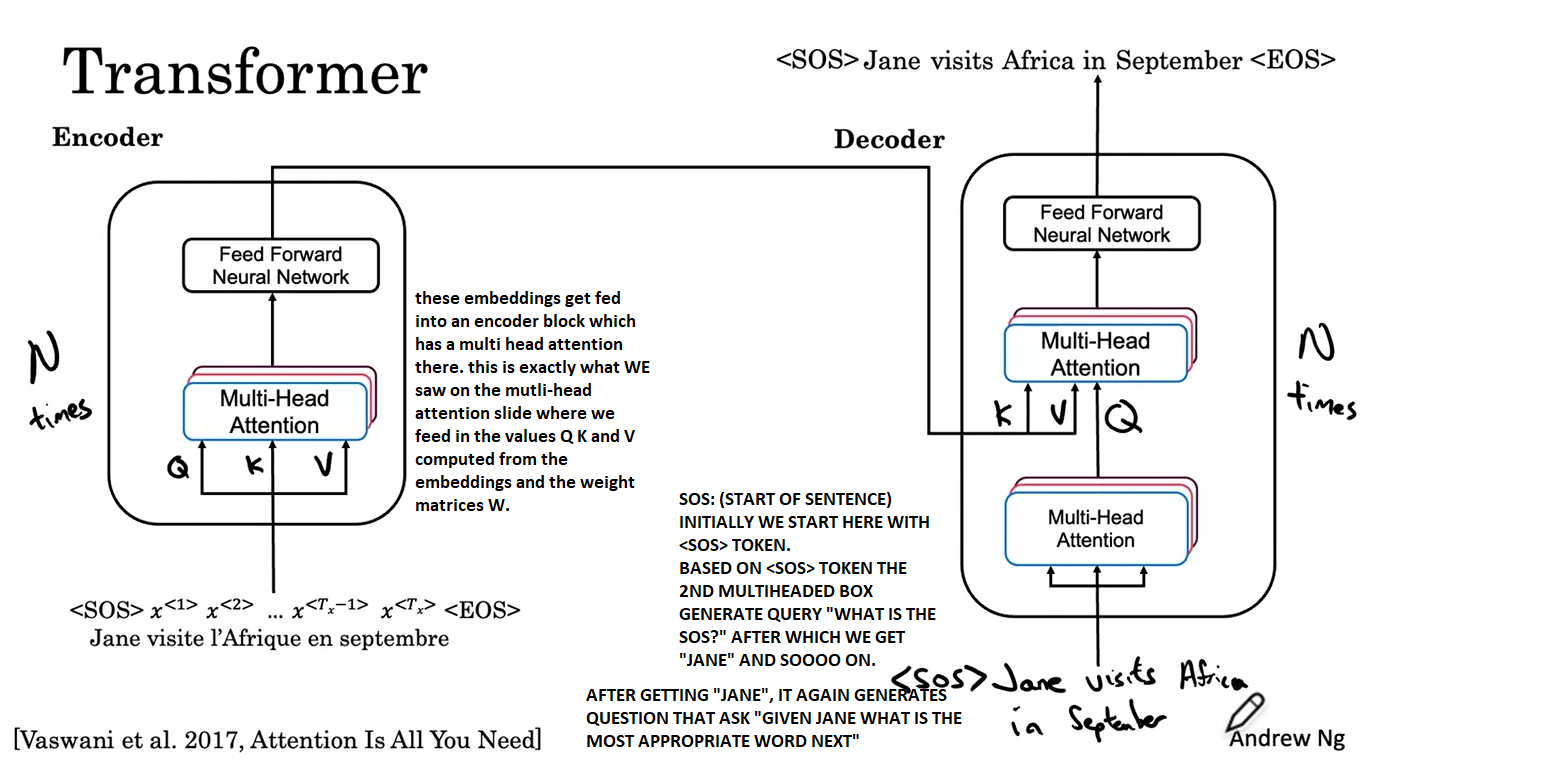 Transformer
<SOS> Jane visits Africa in September <EOS>
Encoder
Decoder
Feed Forward
Neural Network
Multi-Head
Attention
Q K V
N
times
<SOS> x<1> x<2> ... x<Tx−1> x<Tx> <EOS>
Jane visite l'Afrique en septembre
these embeddings get fed
into an encoder block which
has a multi head attention
there. this is exactly what WE
saw on the mutli-head
attention slide where we
feed in the values Q K and V
computed from the
embeddings and the weight
matrices W.
Feed Forward
Neural Network
Multi-Head
Attention
K V Q
Multi-Head
Attention
N
times
SOS: (START OF SENTENCE)
INITIALLY WE START HERE WITH
<SOS> TOKEN.
BASED ON <SOS> TOKEN THE
2ND MULTIHEADED BOX
GENERATE QUERY "WHAT IS THE
SOS?" AFTER WHICH WE GET
"JANE" AND SOOOO ON.
<SOS> Jane visits Africa
in September
AFTER GETTING "JANE", IT AGAIN GENERATES
QUESTION THAT ASK "GIVEN JANE WHAT IS THE
MOST APPROPRIATE WORD NEXT"
[Vaswani et al. 2017, Attention Is All You Need]
Andrew Ng